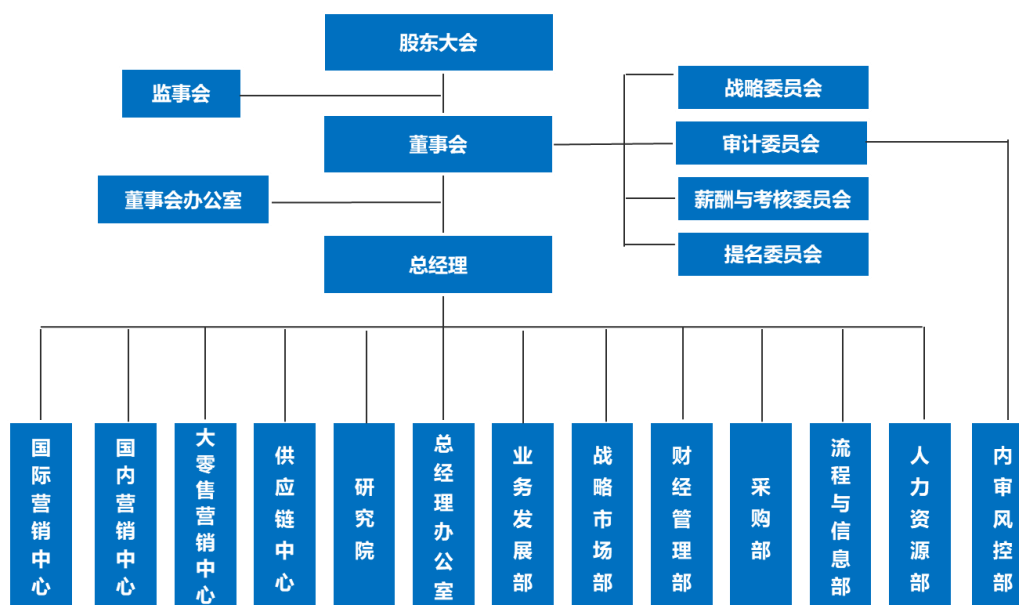 股东大会
监事会
战略委员会
董事会
审计委员会
董事会办公室
薪酬与考核委员会
总经理
提名委员会
国际营销中心
国内营销中心
大零售营销中心
供应链中心
研究院
总经理办公室
业务发展部
战略市场部
财经管理部
采购部
流程与信息部
人力资源部
内审风控部